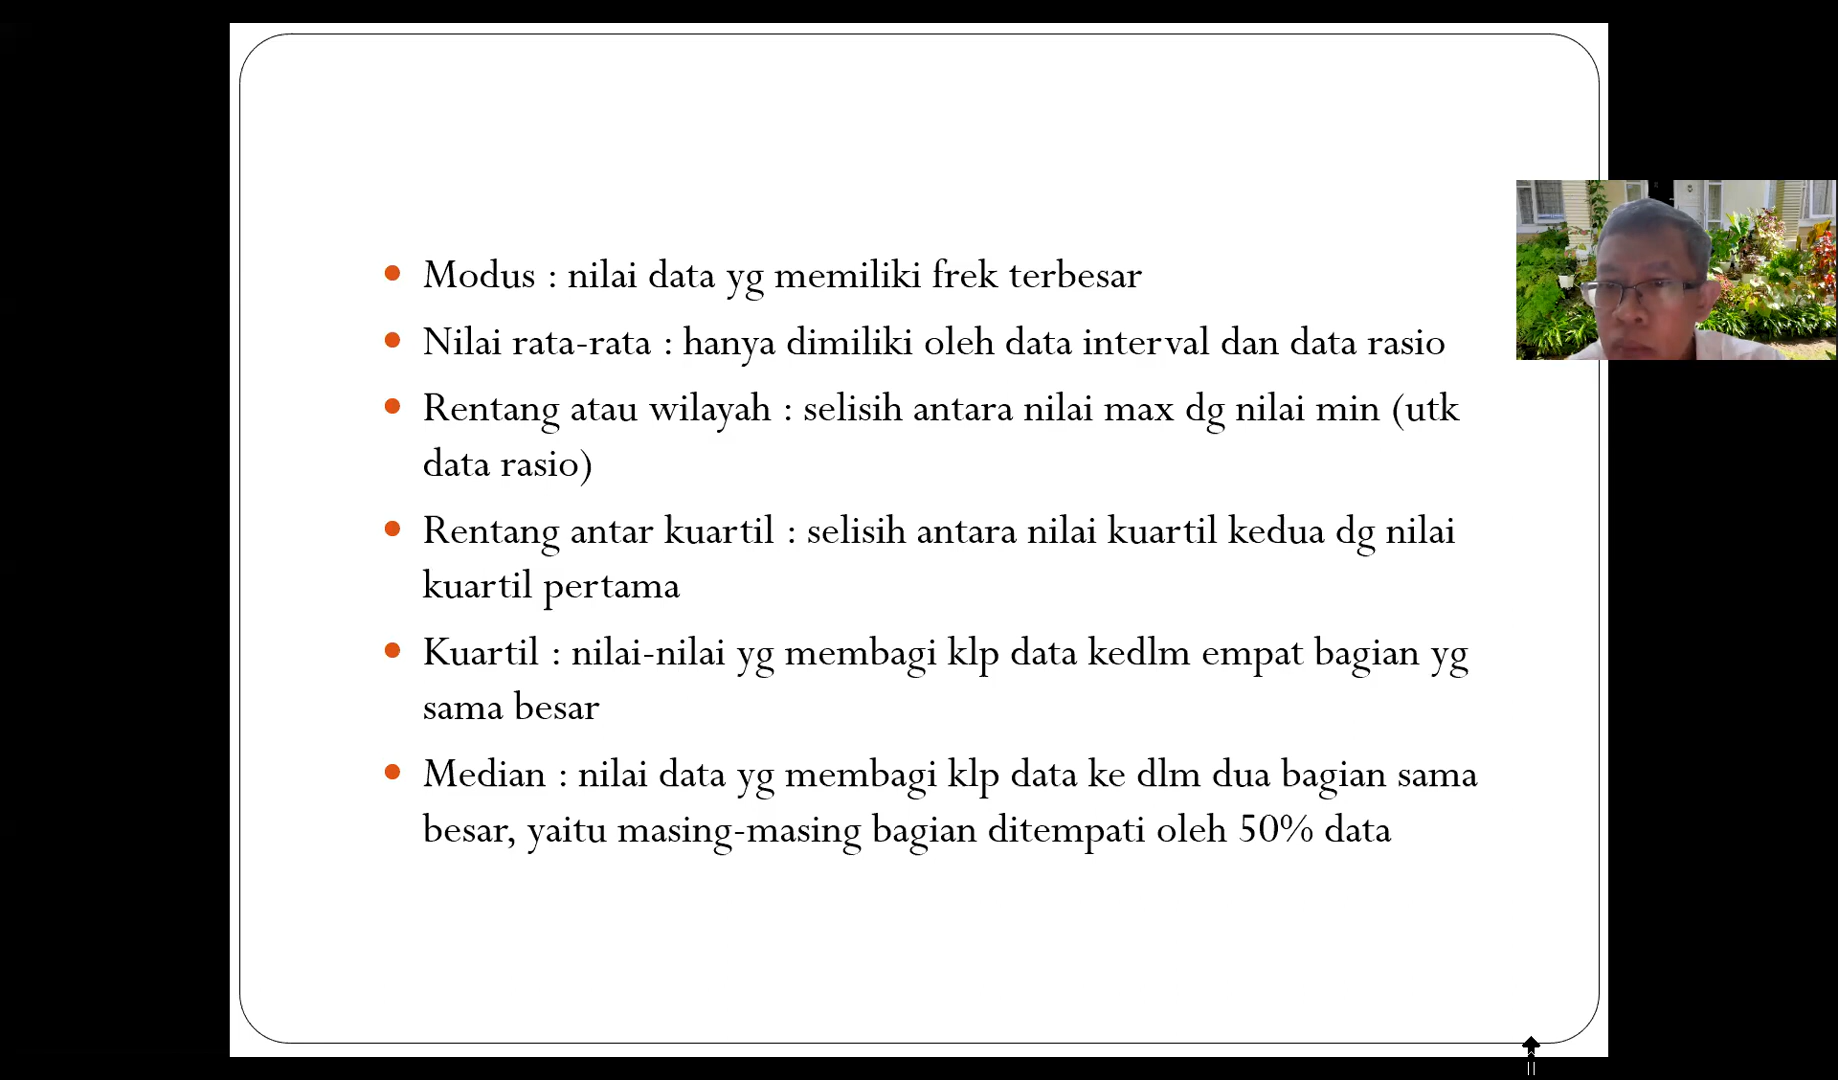 Modus : nilai data yg memiliki frek terbesar
Nilai rata-rata : hanya dimiliki oleh data interval dan data rasio
Rentang atau wilayah : selisih antara nilai max dg nilai min (utk
data rasio)
Rentang antar kuartil : selisih antara nilai kuartil kedua dg nilai
kuartil pertama
Kuartil : nilai-nilai yg membagi klp data kedlm empat bagian yg
sama besar
Median : nilai data yg membagi klp data ke dlm dua bagian sama
besar, yaitu masing-masing bagian ditempati oleh 50% data